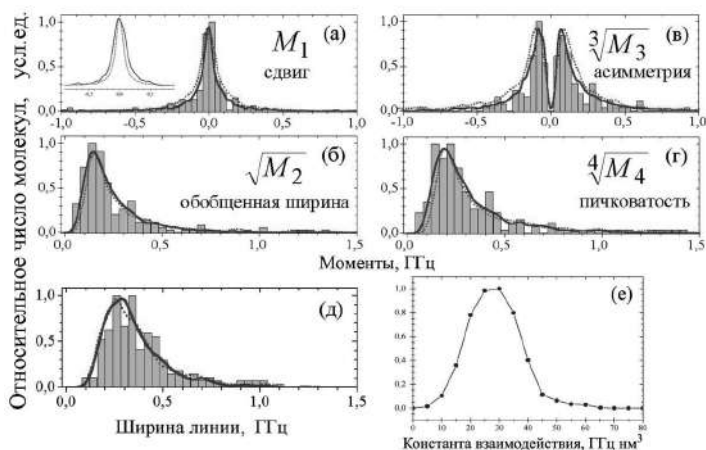 Относительное число молекул, усл.ед.
(а)
M₁
сдвиг
-1,0 -0,5 0,0 0,5 1,0
0,0
0,5
1,0
(в)
∛M₃
асимметрия
-1,0 -0,5 0,0 0,5 1,0
0,0
0,5
1,0
(б)
√M₂
обобщенная ширина
0,0 0,5 1,0 1,5
0,0
0,5
1,0
(г)
∜M₄
пичковатость
0,0 0,5 1,0 1,5
0,0
0,5
1,0
Моменты, ГГц
(д)
0,0 0,5 1,0 1,5
0,0
0,5
1,0
Ширина линии, ГГц
(е)
0 10 20 30 40 50 60 70 80
0,0
0,2
0,4
0,6
0,8
1,0
Константа взаимодействия, ГГц нм³